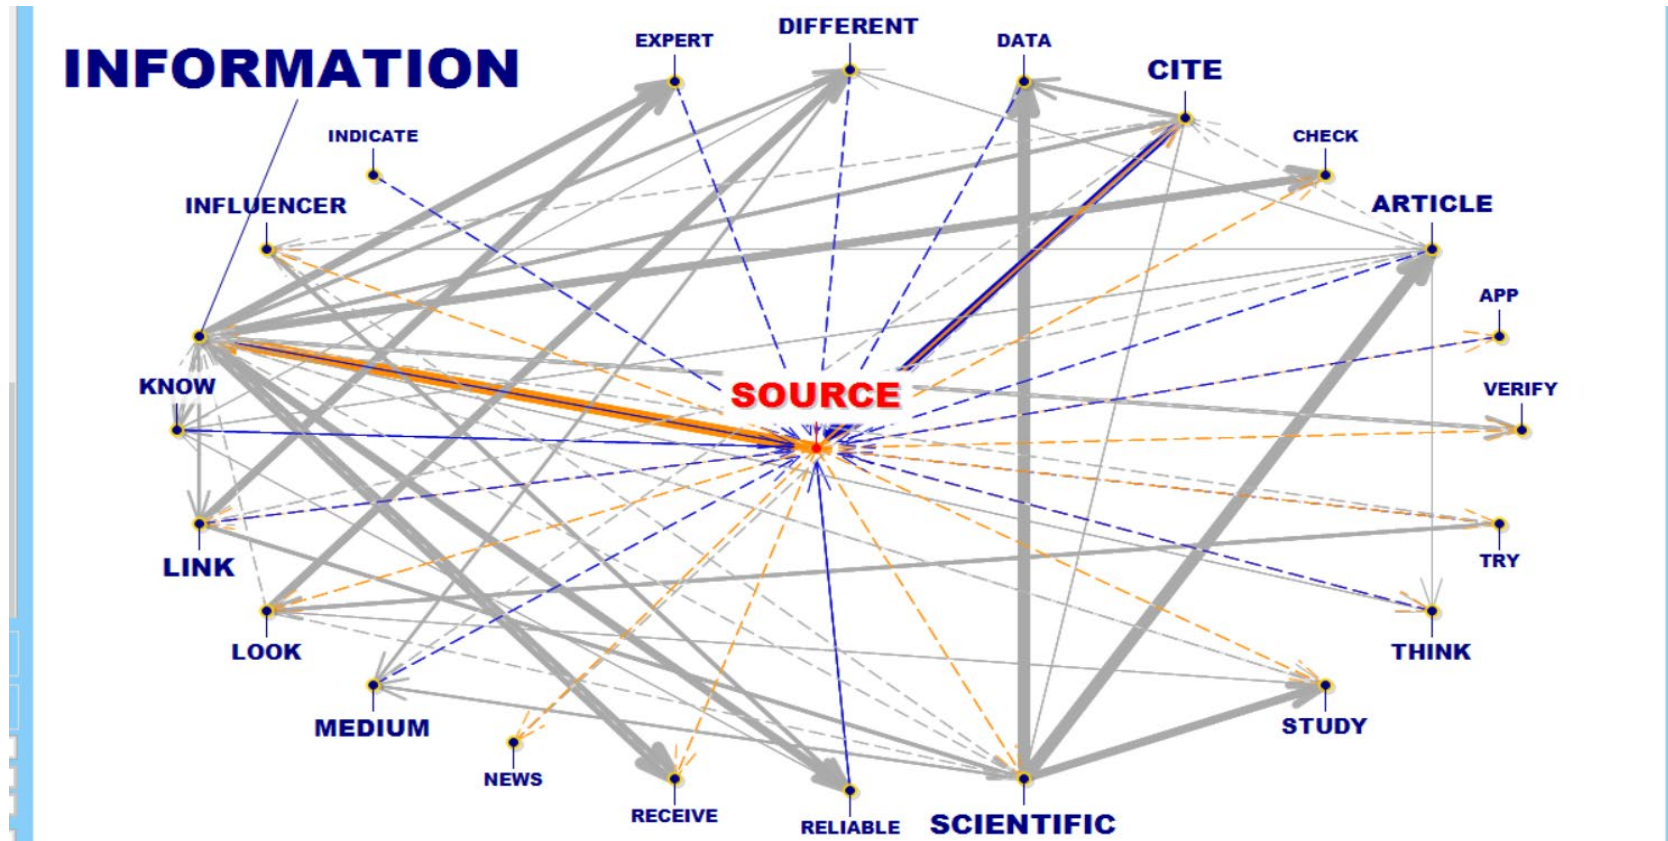 DIFFERENT
EXPERT
DATA
INFORMATION
CITE
INDICATE
CHECK
INFLUENCER
ARTICLE
APP
KNOW
VERIFY
SOURCE
LINK
TRY
LOOK
THINK
MEDIUM
STUDY
NEWS
RECEIVE
RELIABLE
SCIENTIFIC